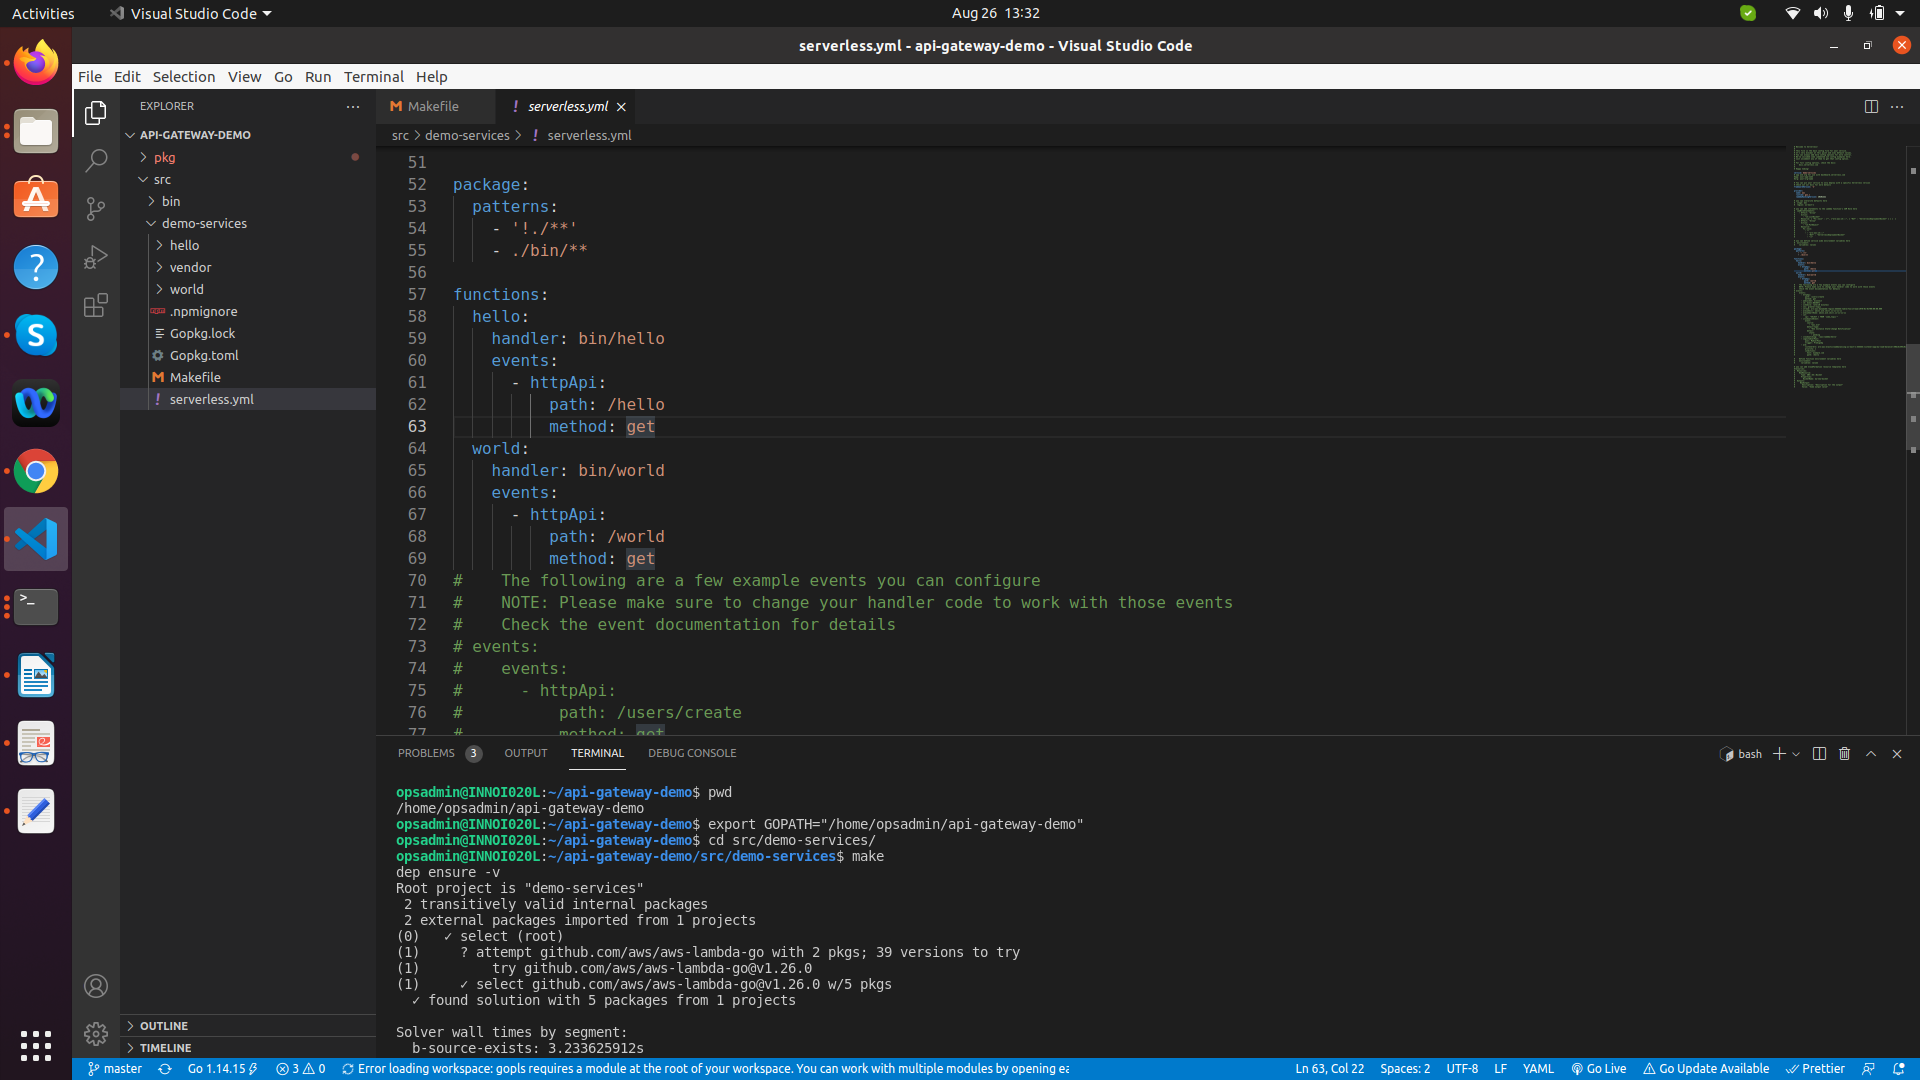 Activities
Visual Studio Code
Aug 26 13:32
serverless.yml - api-gateway-demo - Visual Studio Code
File Edit Selection View Go Run Terminal Help
EXPLORER
API-GATEWAY-DEMO
pkg
src
bin
demo-services
hello
vendor
world
.npmignore
Gopkg.lock
Gopkg.toml
Makefile
serverless.yml
OUTLINE
TIMELINE
Makefile
serverless.yml
src > demo-services > ! serverless.yml
51
52 package:
53 patterns:
54 - '!./**'
55 - ./bin/**
56
57 functions:
58 hello:
59 handler: bin/hello
60 events:
61 - httpApi:
62 path: /hello
63 method: get
64 world:
65 handler: bin/world
66 events:
67 - httpApi:
68 path: /world
69 method: get
70 # The following are a few example events you can configure
71 # NOTE: Please make sure to change your handler code to work with those events
72 # Check the event documentation for details
73 # events:
74 # events:
75 # - httpApi:
76 # path: /users/create
77 # method: get
PROBLEMS 3 OUTPUT TERMINAL DEBUG CONSOLE
bash
opsadmin@INNOI020L:~/api-gateway-demo$ pwd
/home/opsadmin/api-gateway-demo
opsadmin@INNOI020L:~/api-gateway-demo$ export GOPATH="/home/opsadmin/api-gateway-demo"
opsadmin@INNOI020L:~/api-gateway-demo$ cd src/demo-services/
opsadmin@INNOI020L:~/api-gateway-demo/src/demo-services$ make
dep ensure -v
Root project is "demo-services"
2 transitively valid internal packages
2 external packages imported from 1 projects
(0) ✓ select (root)
(1) ? attempt github.com/aws/aws-lambda-go with 2 pkgs; 39 versions to try
(1) try github.com/aws/aws-lambda-go@v1.26.0
(1) ✓ select github.com/aws/aws-lambda-go@v1.26.0 w/5 pkgs
✓ found solution with 5 packages from 1 projects
Solver wall times by segment:
b-source-exists: 3.233625912s
master
Go 1.14.15
3 0
Error loading workspace: gopls requires a module at the root of your workspace. You can work with multiple modules by opening ea
Ln 63, Col 22
Spaces: 2
UTF-8
LF
YAML
Go Live
Go Update Available
Prettier